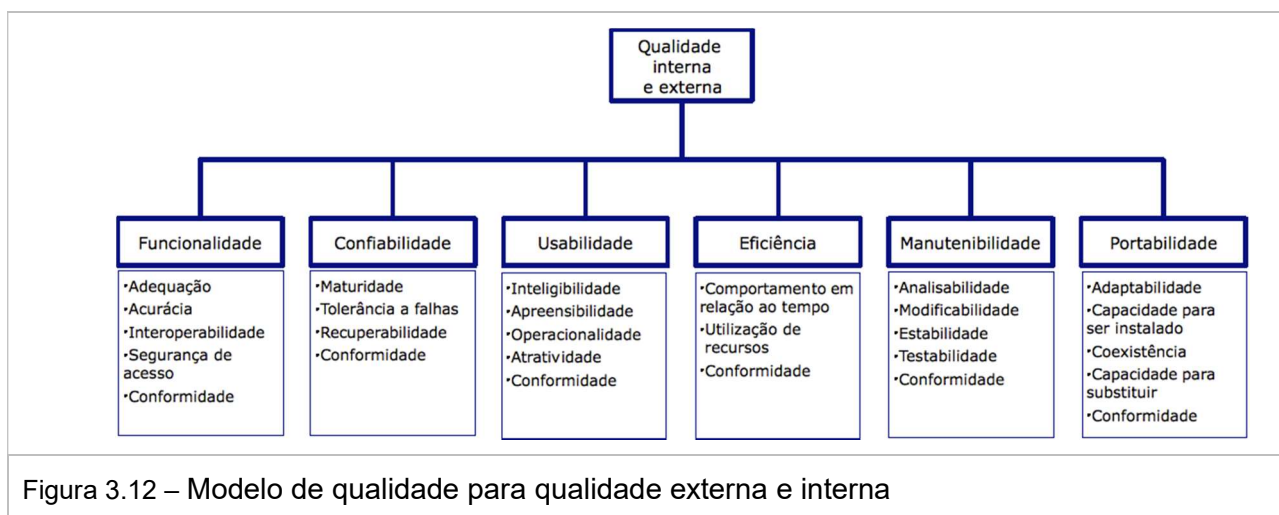 Qualidade
interna
e externa
Funcionalidade
•Adequação
•Acurácia
•Interoperabilidade
•Segurança de
acesso
•Conformidade
Confiabilidade
•Maturidade
•Tolerância a falhas
•Recuperabilidade
•Conformidade
Usabilidade
•Inteligibilidade
•Apreensibilidade
•Operacionalidade
•Atratividade
•Conformidade
Eficiência
•Comportamento em
relação ao tempo
•Utilização de
recursos
•Conformidade
Manutenibilidade
•Analisabilidade
•Modificabilidade
•Estabilidade
•Testabilidade
•Conformidade
Portabilidade
•Adaptabilidade
•Capacidade para
ser instalado
•Coexistência
•Capacidade para
substituir
•Conformidade
Figura 3.12 – Modelo de qualidade para qualidade externa e interna